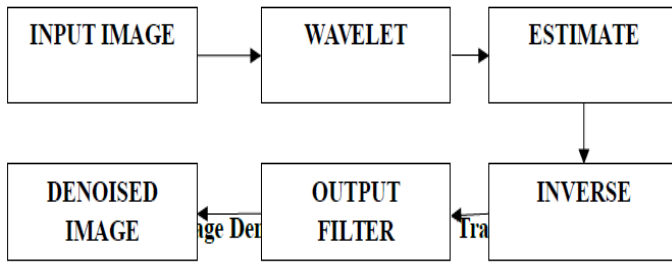 INPUT IMAGE
WAVELET
ESTIMATE
DENOISED
IMAGE
OUTPUT
FILTER
INVERSE